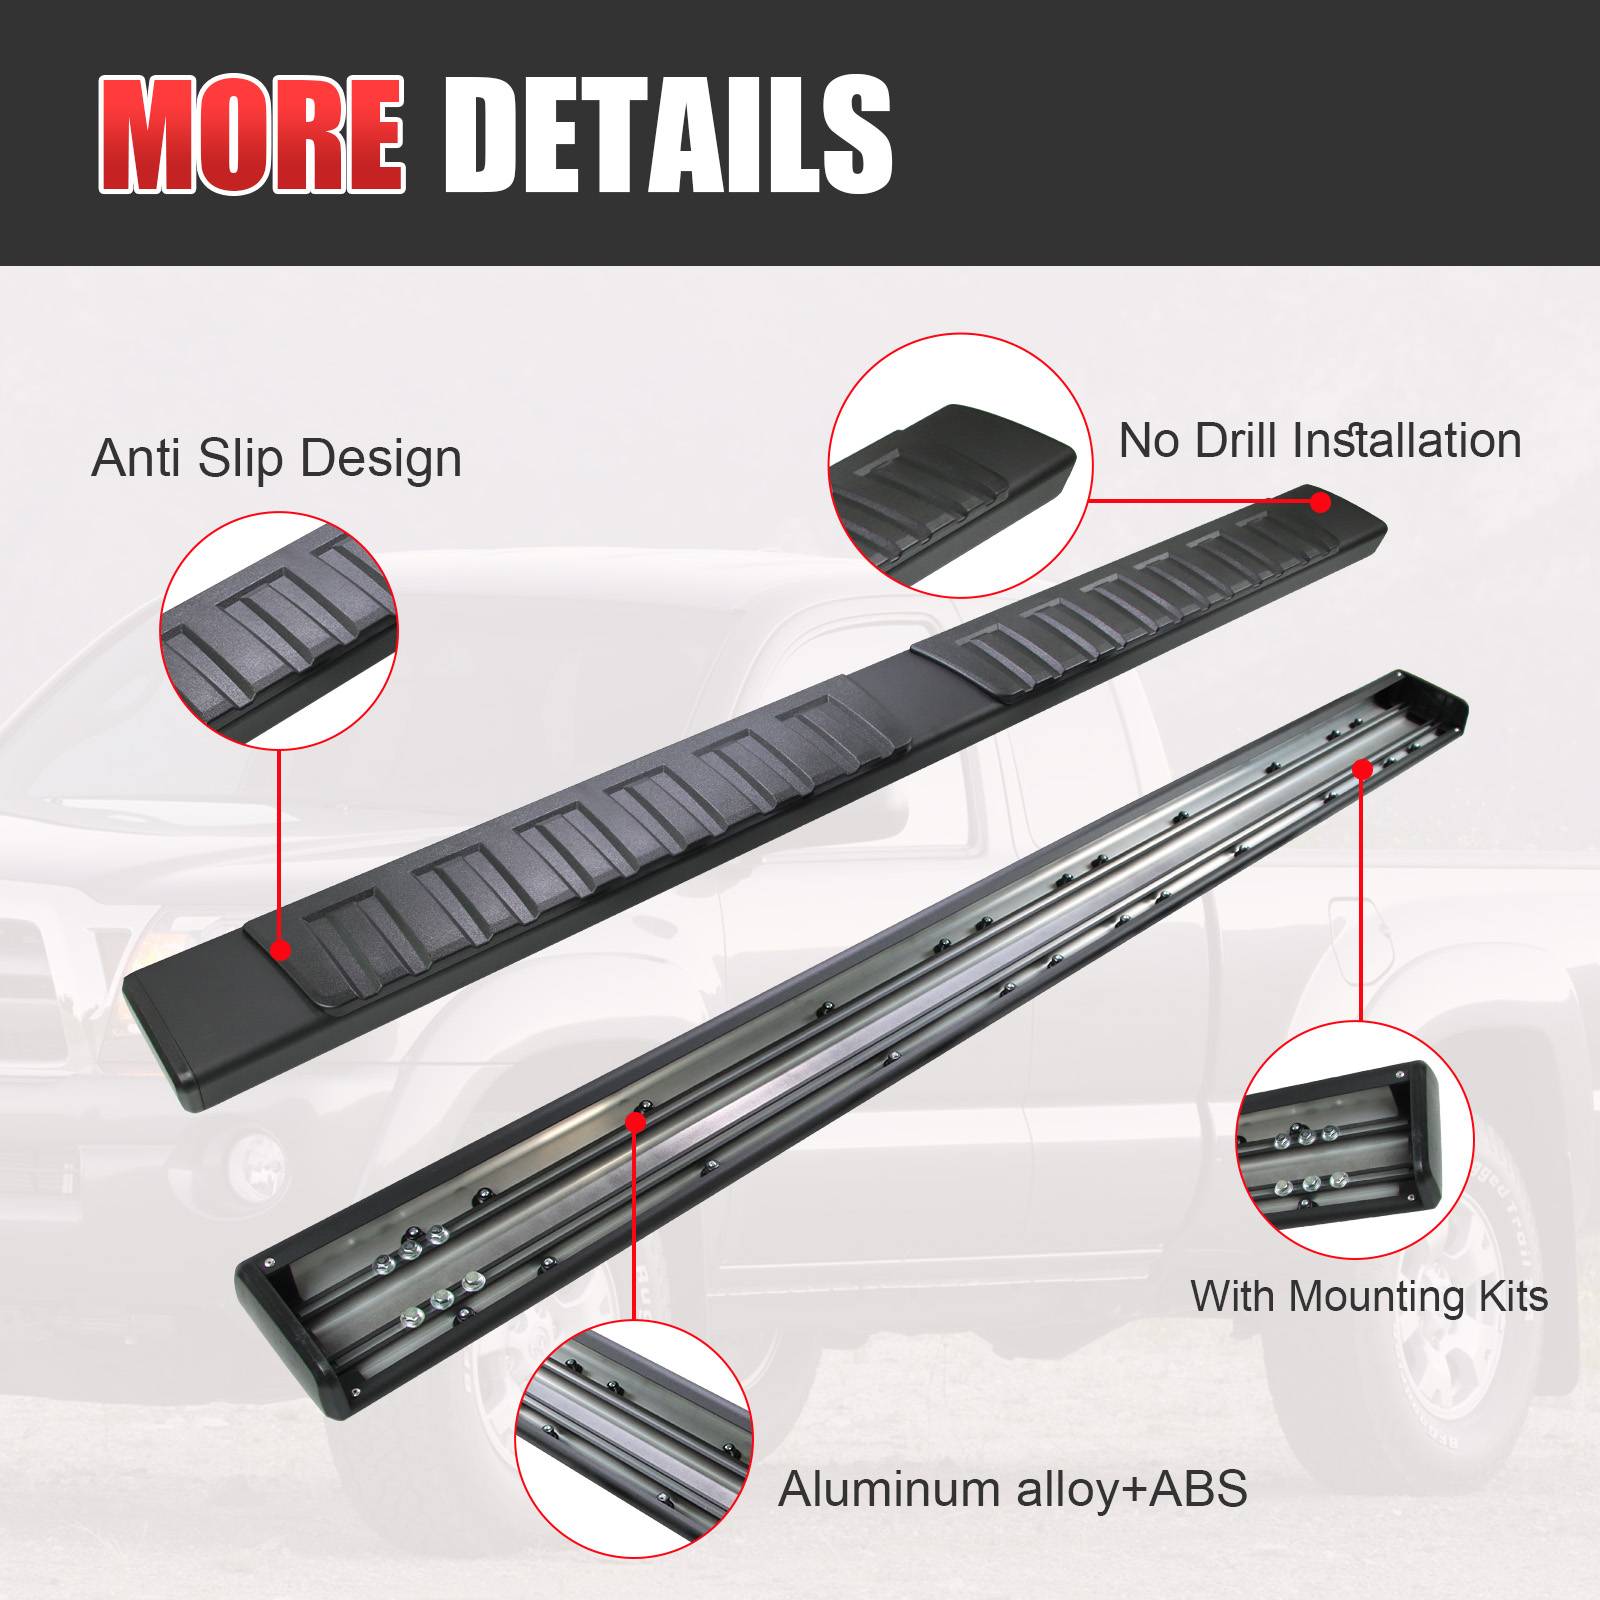 MORE DETAILS
Anti Slip Design
No Drill Installation
With Mounting Kits
Aluminum alloy+ABS